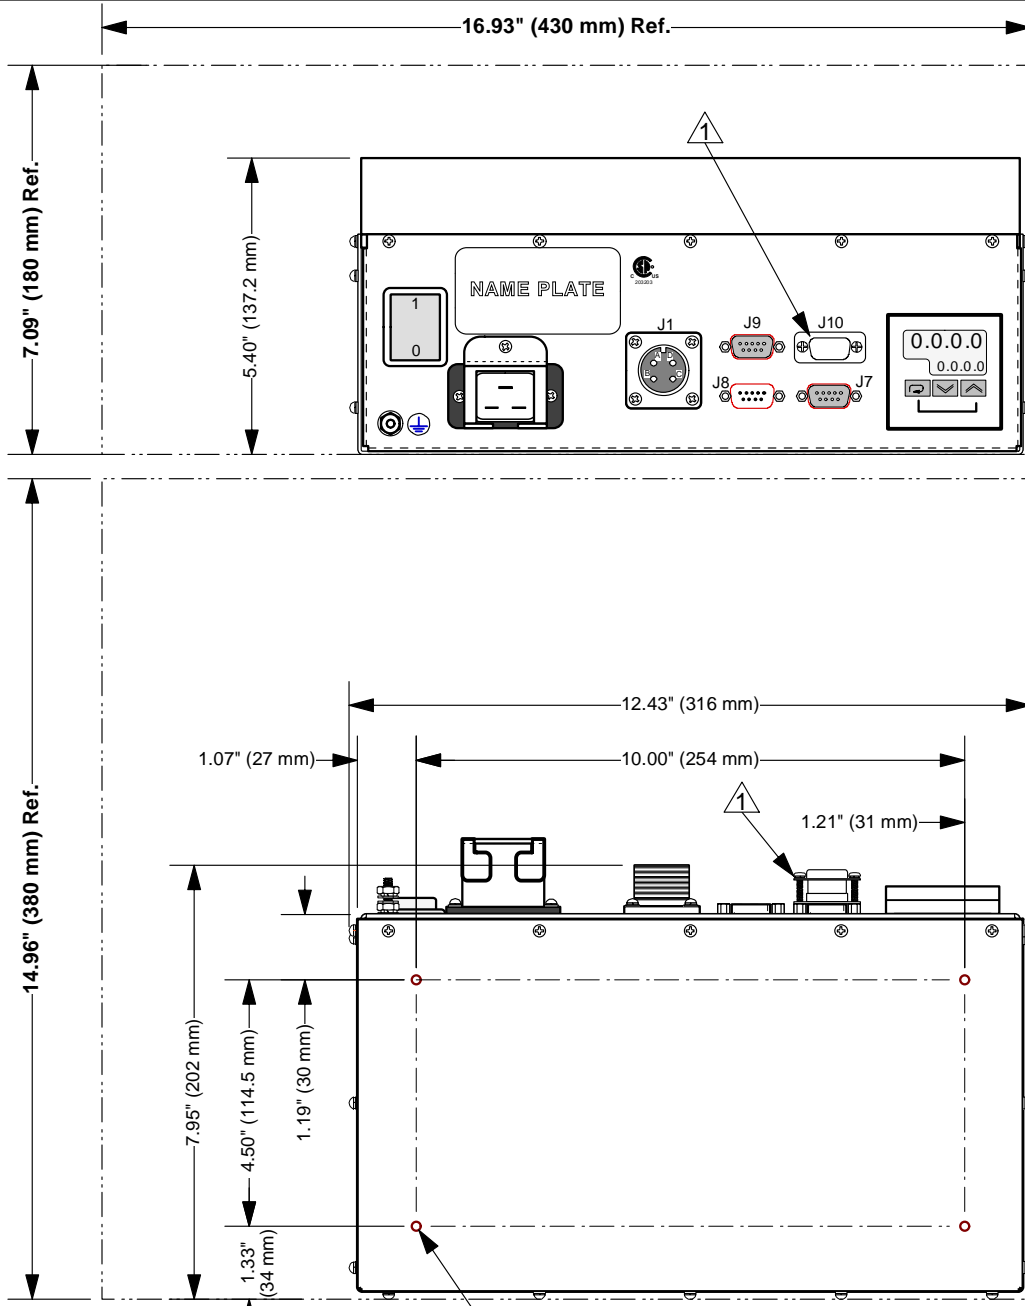 16.93" (430 mm) Ref.
7.09" (180 mm) Ref.
5.40" (137.2 mm)
1
NAME PLATE
C US
203203
1
0
J1
A D
B C
J9
J10
J8
J7
0.0.0.0
0.0.0.0
14.96" (380 mm) Ref.
12.43" (316 mm)
1.07" (27 mm)
10.00" (254 mm)
1
1.21" (31 mm)
7.95" (202 mm)
4.50" (114.5 mm)
1.19" (30 mm)
1.33"
(34 mm)